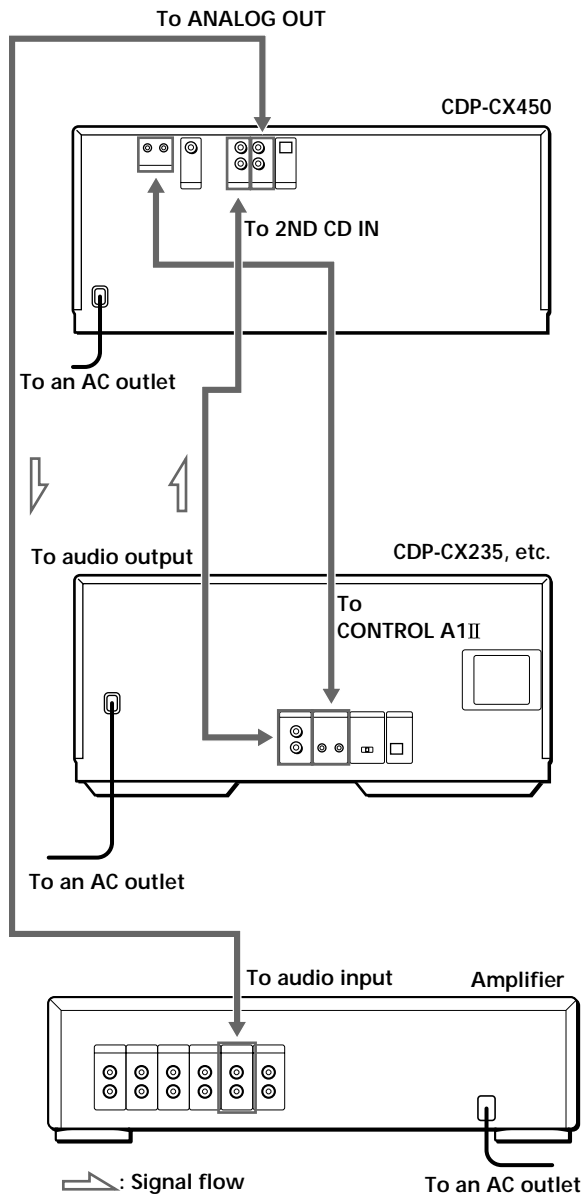 To ANALOG OUT
CDP-CX450
To 2ND CD IN
To an AC outlet
To audio output
CDP-CX235, etc.
To
CONTROL A1Ⅱ
To an AC outlet
To audio input
Amplifier
: Signal flow
To an AC outlet